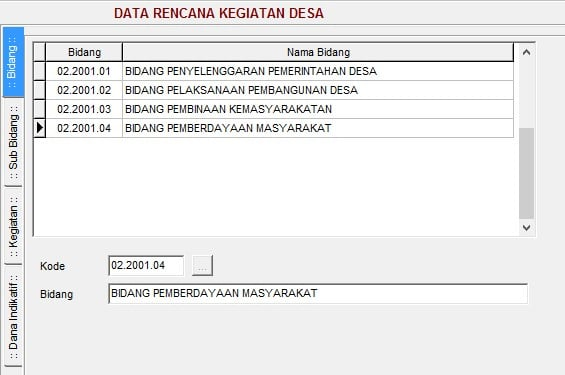 DATA RENCANA KEGIATAN DESA
:: Bidang ::
:: Sub Bidang ::
:: Kegiatan ::
:: Dana Indikatif ::
Bidang Nama Bidang
02.2001.01 BIDANG PENYELENGGARAN PEMERINTAHAN DESA
02.2001.02 BIDANG PELAKSANAAN PEMBANGUNAN DESA
02.2001.03 BIDANG PEMBINAAN KEMASYARAKATAN
02.2001.04 BIDANG PEMBERDAYAAN MASYARAKAT
Kode 02.2001.04 ...
Bidang BIDANG PEMBERDAYAAN MASYARAKAT